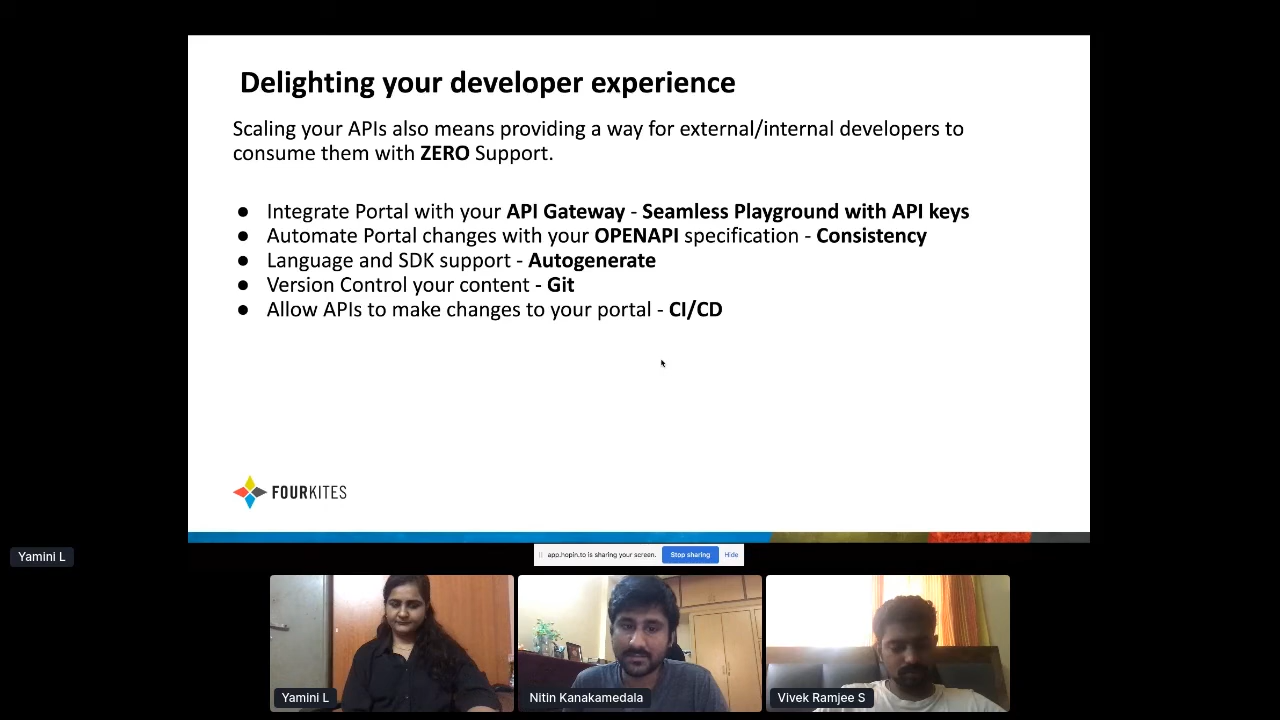 Delighting your developer experience
Scaling your APIs also means providing a way for external/internal developers to
consume them with ZERO Support.
● Integrate Portal with your API Gateway - Seamless Playground with API keys
● Automate Portal changes with your OPENAPI specification - Consistency
● Language and SDK support - Autogenerate
● Version Control your content - Git
● Allow APIs to make changes to your portal - CI/CD
FOURKITES
Yamini L
app.hopin.to is sharing your screen. Stop sharing Hide
Yamini L
Nitin Kanakamedala
Vivek Ramjee S